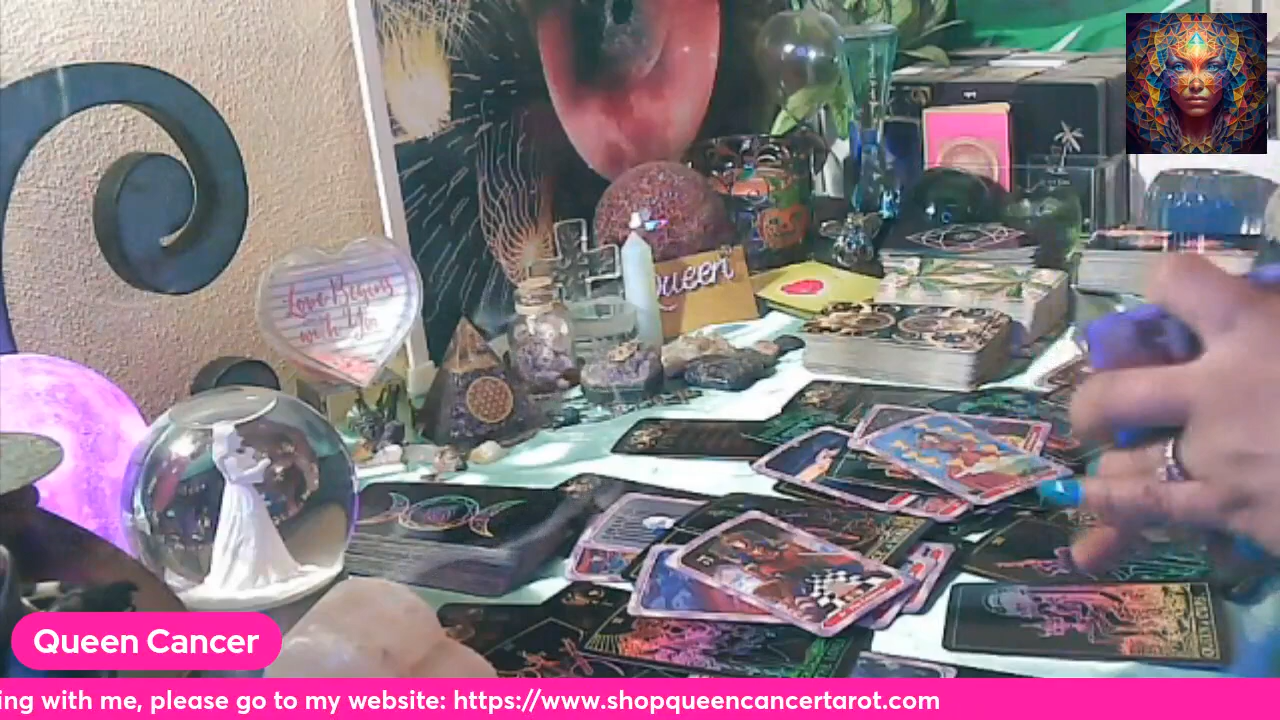 Love Begins
with You
Queen
Queen Cancer
ing with me, please go to my website: https://www.shopqueencancertarot.com